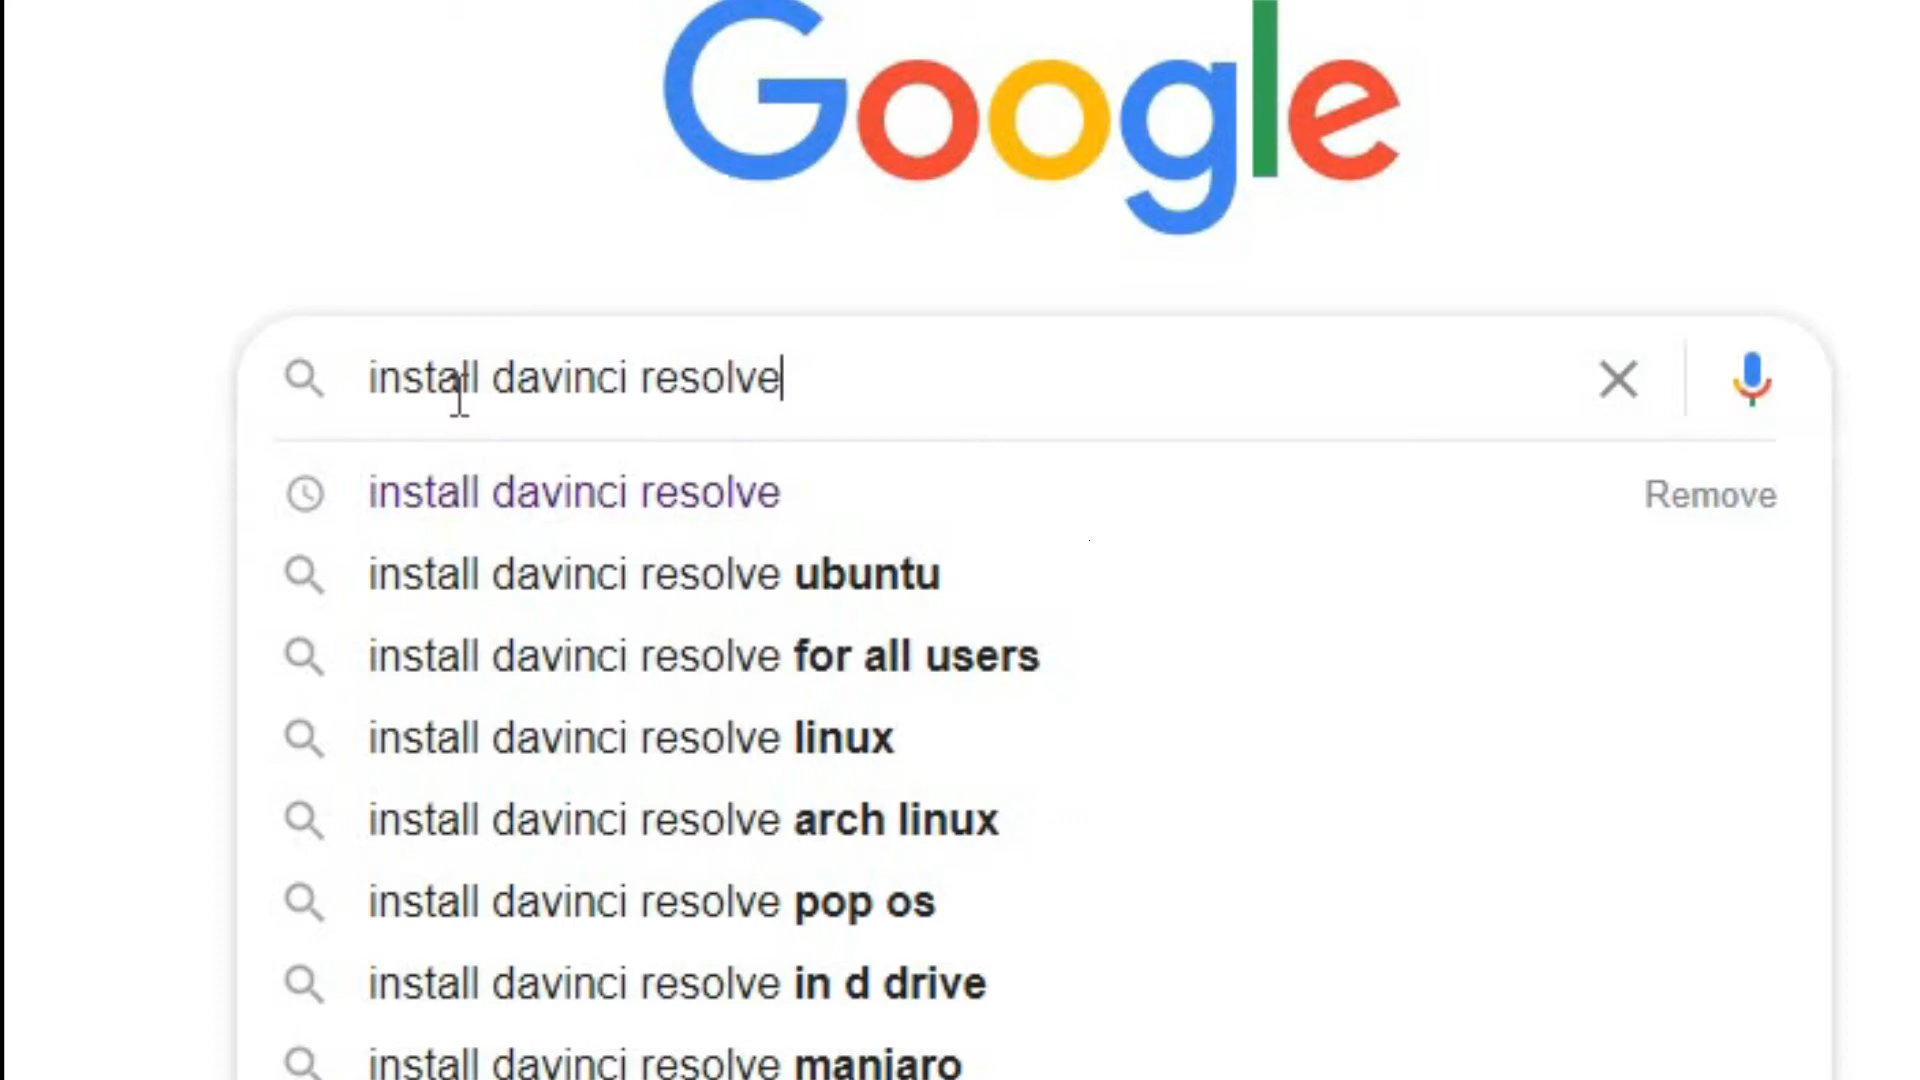 Google
install davinci resolve
install davinci resolve
Remove
install davinci resolve ubuntu
install davinci resolve for all users
install davinci resolve linux
install davinci resolve arch linux
install davinci resolve pop os
install davinci resolve in d drive
install davinci resolve manjaro